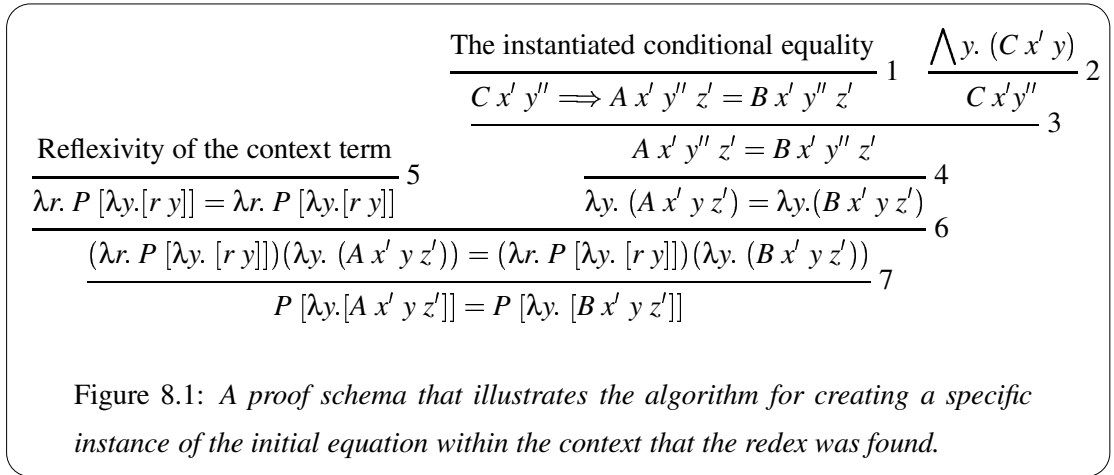 The instantiated conditional equality 1 ⋀ y. (C x′ y) 2
C x′ y″ ⟹ A x′ y″ z′ = B x′ y″ z′ C x′y″
3
Reflexivity of the context term 5 A x′ y″ z′ = B x′ y″ z′ 4
λr. P [λy.[r y]] = λr. P [λy.[r y]] λy. (A x′ y z′) = λy.(B x′ y z′)
6
(λr. P [λy. [r y]])(λy. (A x′ y z′)) = (λr. P [λy. [r y]])(λy. (B x′ y z′))
7
P [λy.[A x′ y z′]] = P [λy. [B x′ y z′]]
Figure 8.1: A proof schema that illustrates the algorithm for creating a specific
instance of the initial equation within the context that the redex was found.